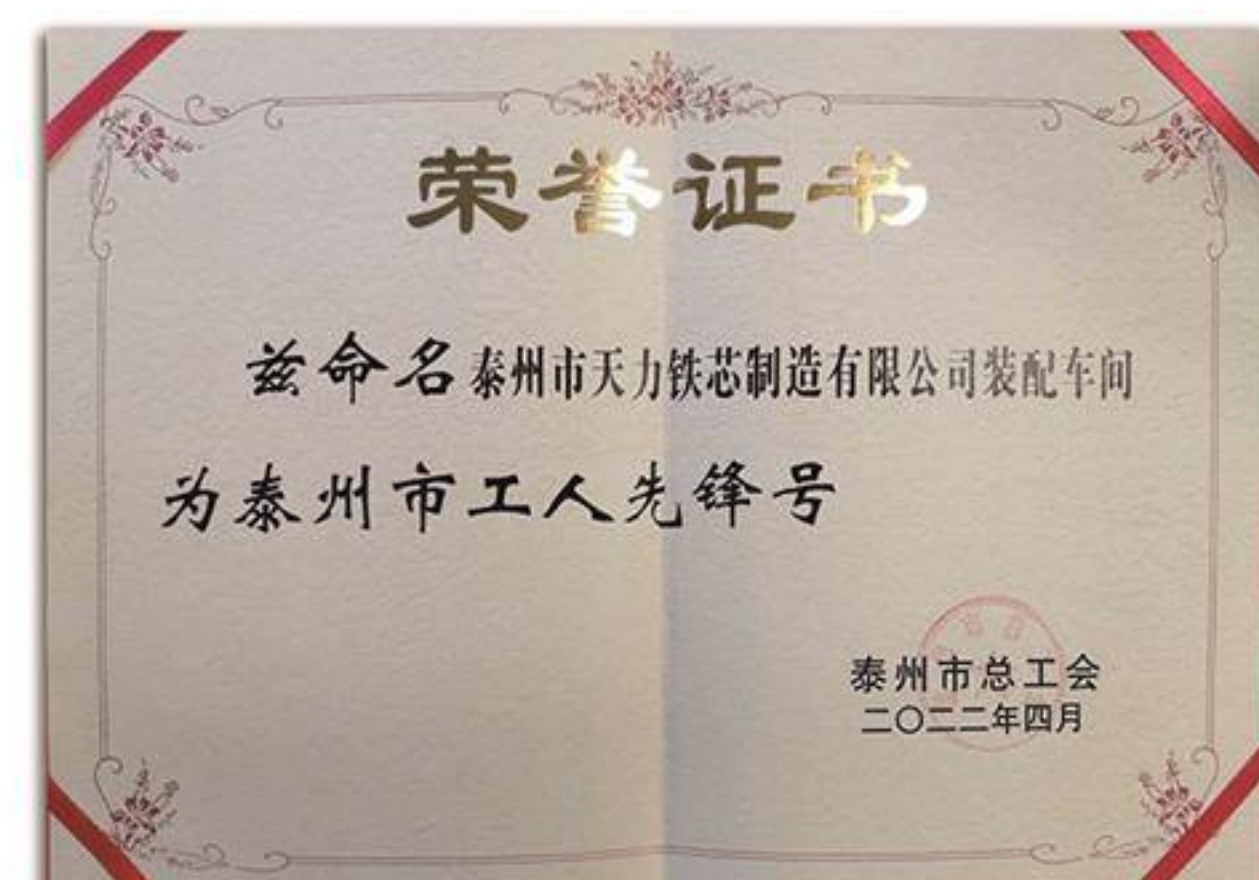 荣誉证书
兹命名泰州市天力铁芯制造有限公司装配车间
为泰州市工人先锋号
泰州市总工会
二〇二二年四月